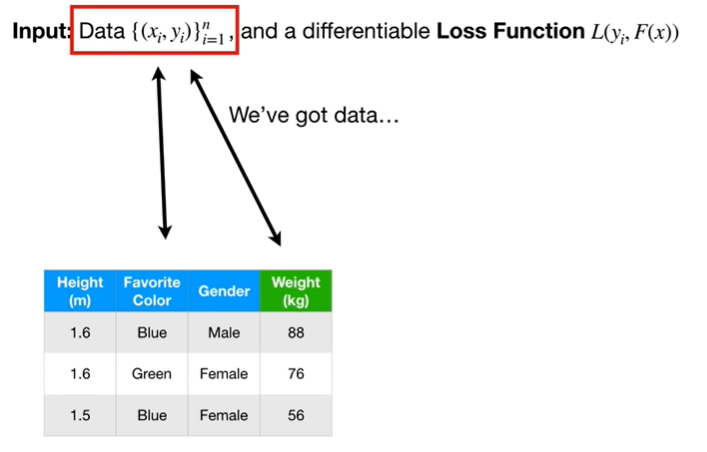 Input: Data {(xᵢ, yᵢ)}ⁿᵢ₌₁, and a differentiable Loss Function L(yᵢ, F(x))
We've got data…
Height (m) Favorite Color Gender Weight (kg)
1.6 Blue Male 88
1.6 Green Female 76
1.5 Blue Female 56